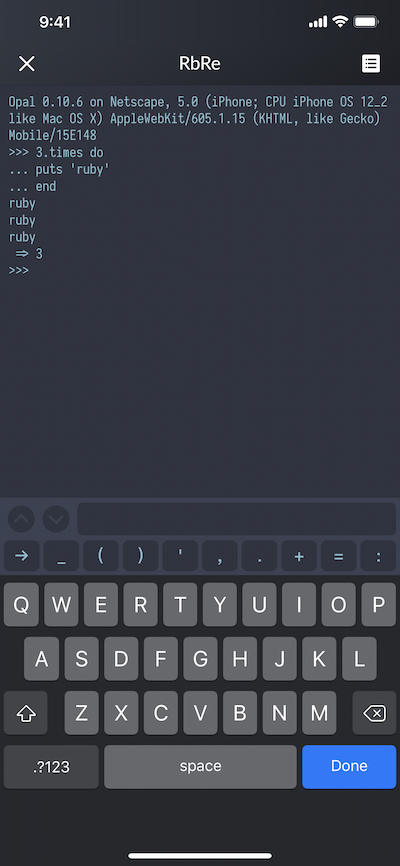 9:41
RbRe
Opal 0.10.6 on Netscape, 5.0 (iPhone; CPU iPhone OS 12_2
like Mac OS X) AppleWebKit/605.1.15 (KHTML, like Gecko)
Mobile/15E148
>>> 3.times do
... puts 'ruby'
... end
ruby
ruby
ruby
=> 3
>>>
→ _ ( ) ' , . + = :
Q W E R T Y U I O P
A S D F G H J K L
Z X C V B N M
.?123 space Done